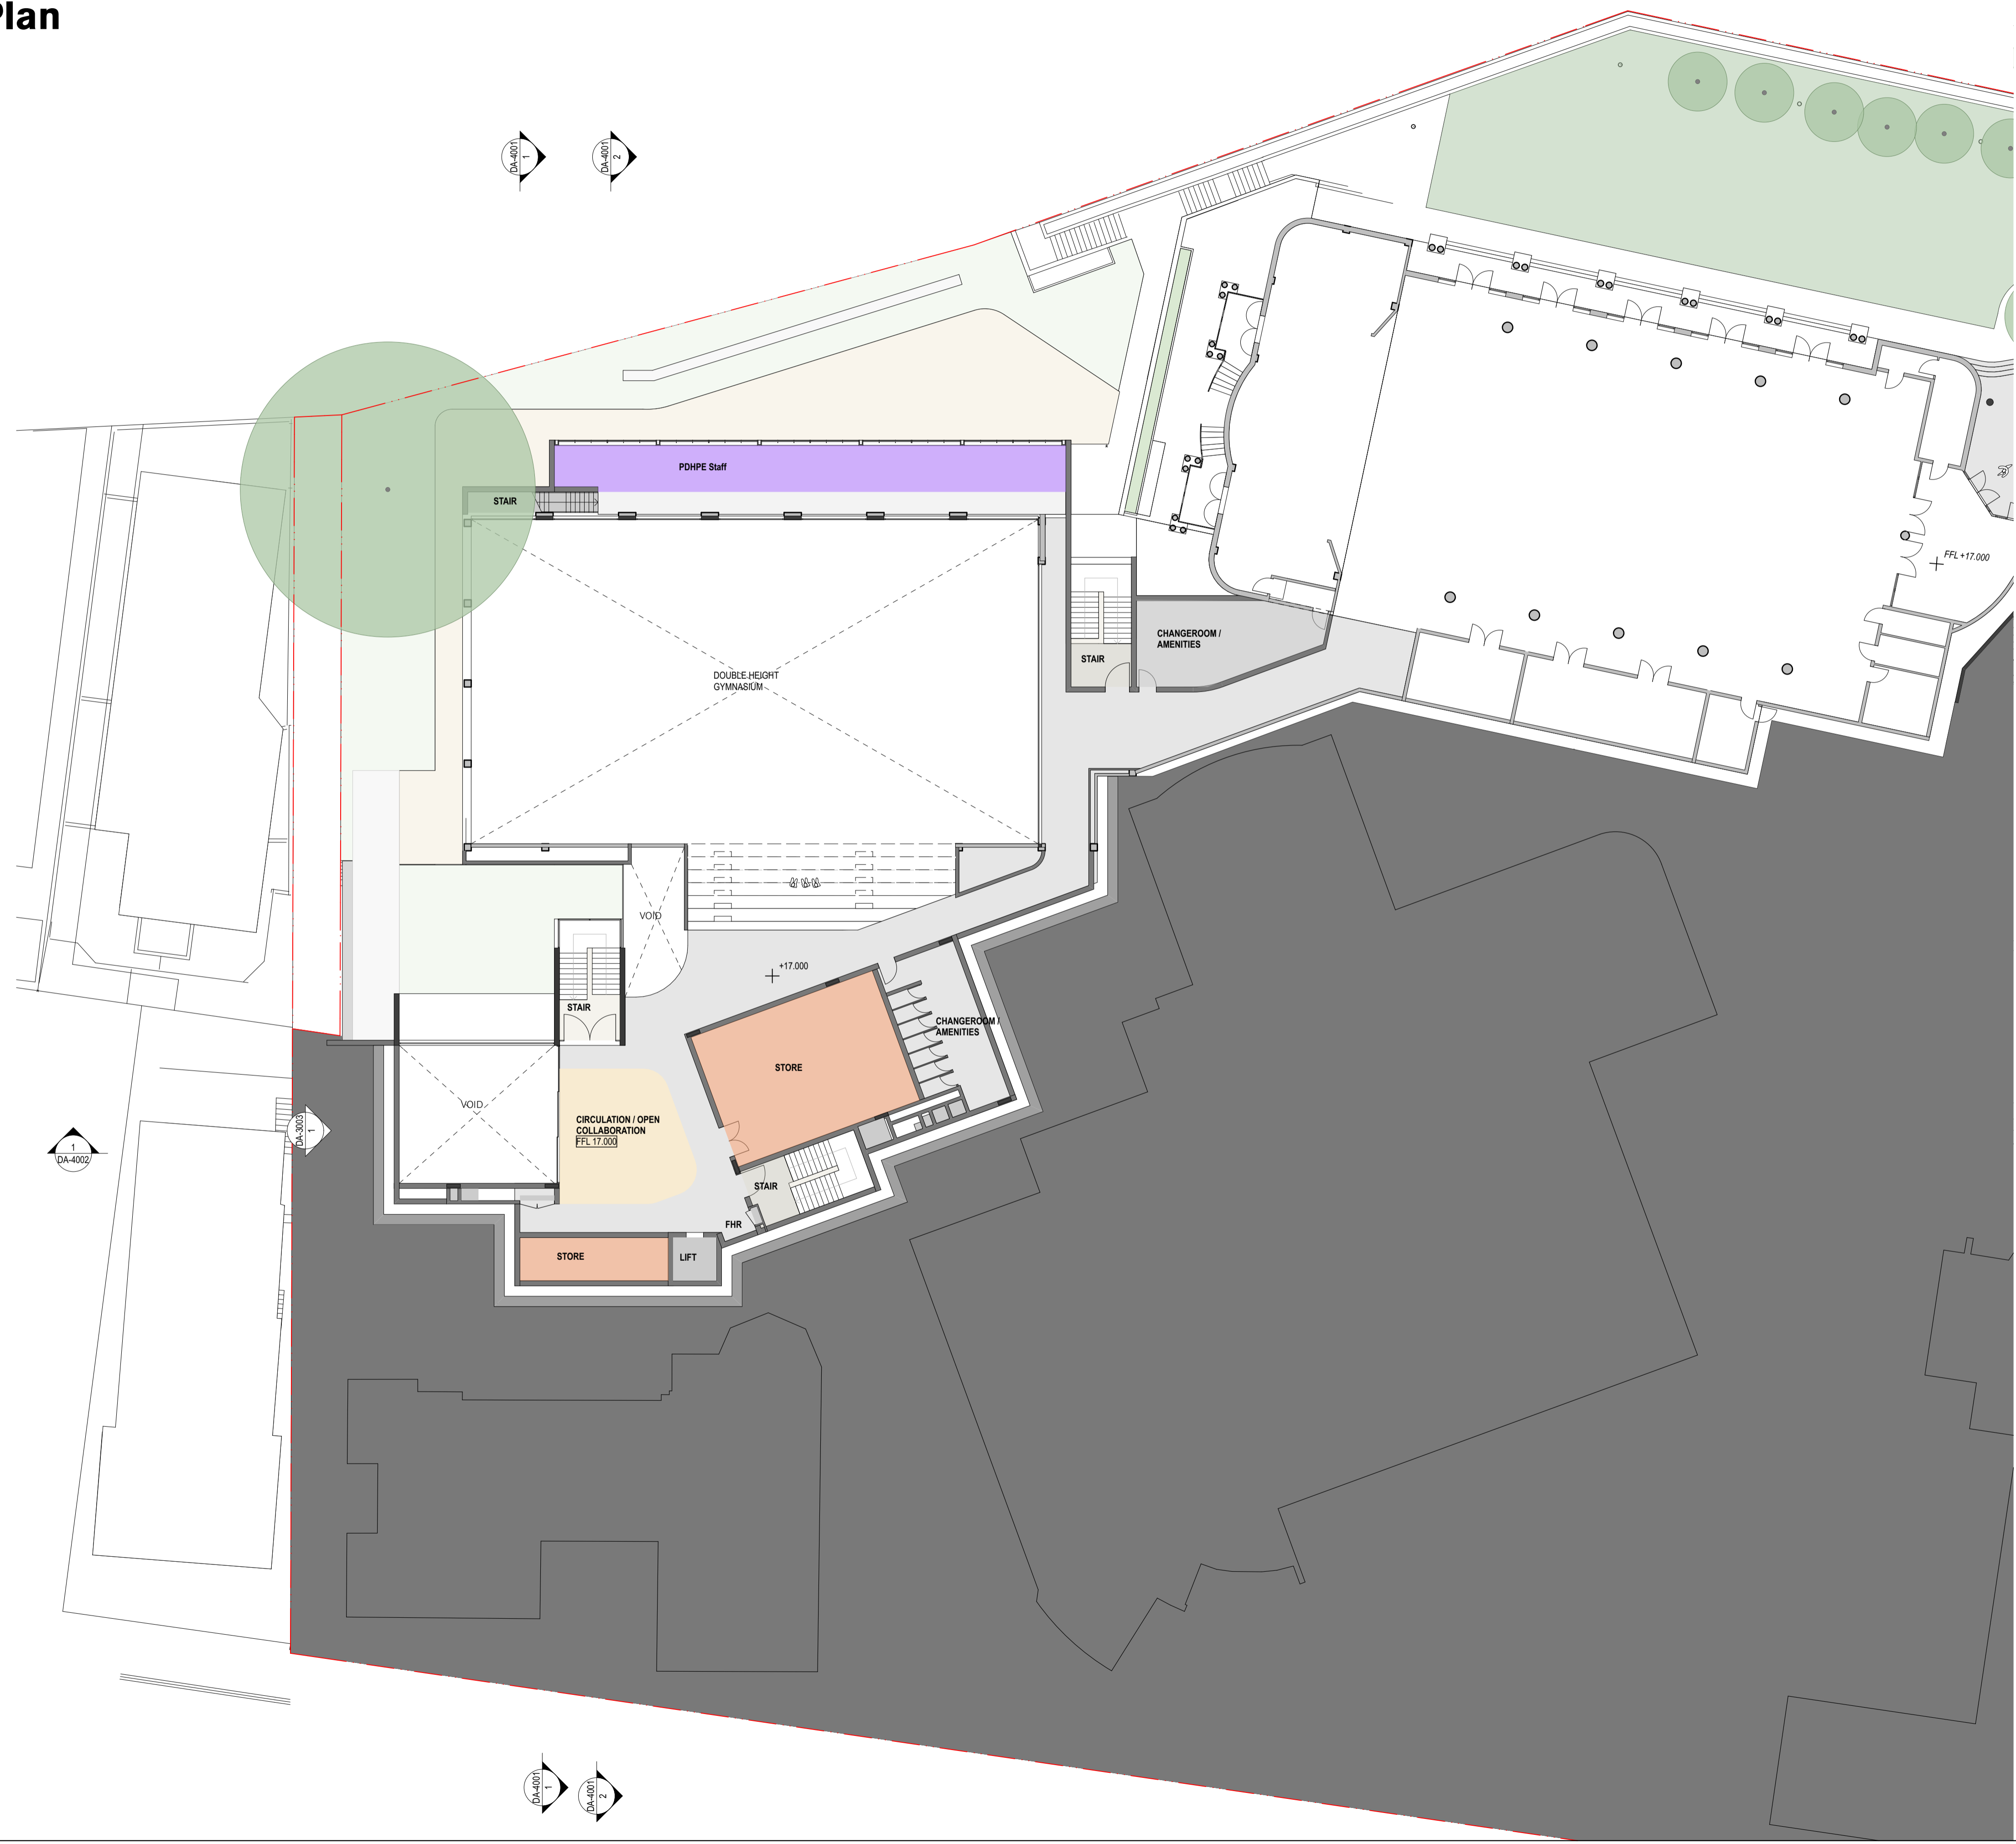 Plan
DA-4001
1
DA-4001
2
PDHPE Staff
STAIR
FFL +17.000
CHANGEROOM /
AMENITIES
STAIR
DOUBLE HEIGHT
GYMNASIUM
VOID
+17.000
STAIR
CHANGEROOM /
AMENITIES
STORE
VOID
CIRCULATION / OPEN
COLLABORATION
FFL 17.000
DA-3003
1
1
DA-4002
STAIR
FHR
STORE
LIFT
DA-4001
1
DA-4001
2